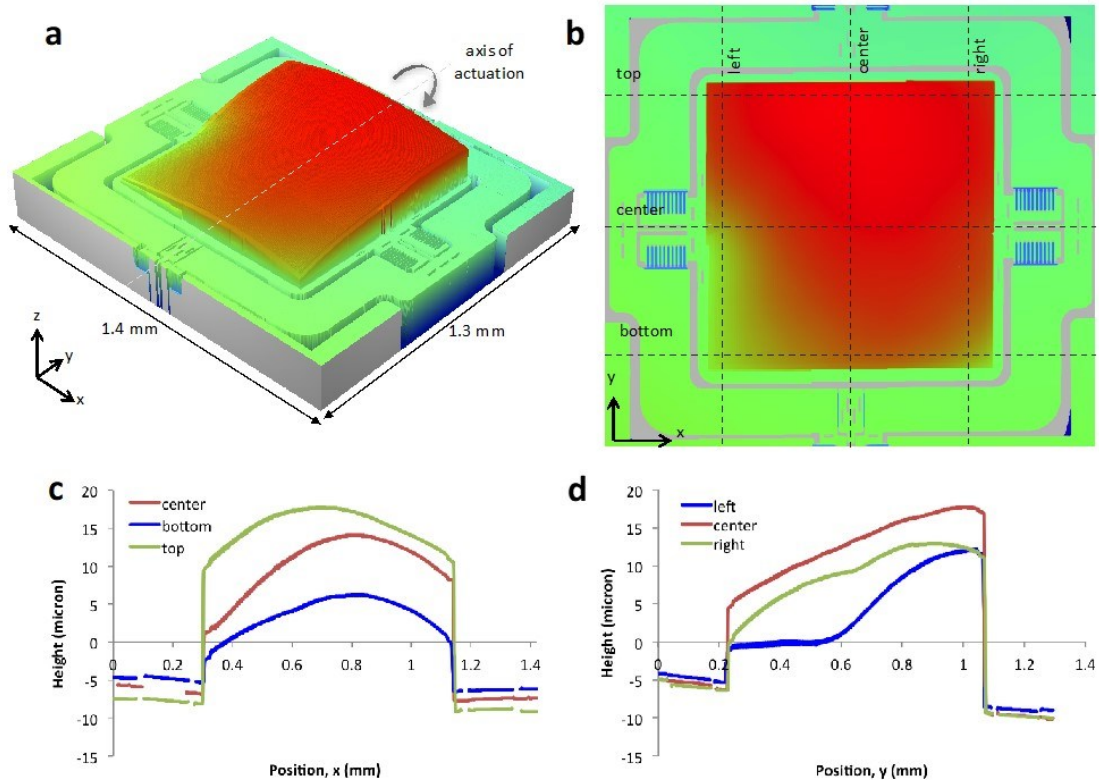 a
axis of
actuation
1.4 mm
1.3 mm
z
y
x
b
left
center
right
top
center
bottom
y
x
c
center
bottom
top
Height (micron)
20
15
10
5
0
-5
-10
-15
0 0.2 0.4 0.6 0.8 1 1.2 1.4
Position, x (mm)
d
left
center
right
Height (micron)
20
15
10
5
0
-5
-10
-15
0 0.2 0.4 0.6 0.8 1 1.2 1.4
Position, y (mm)